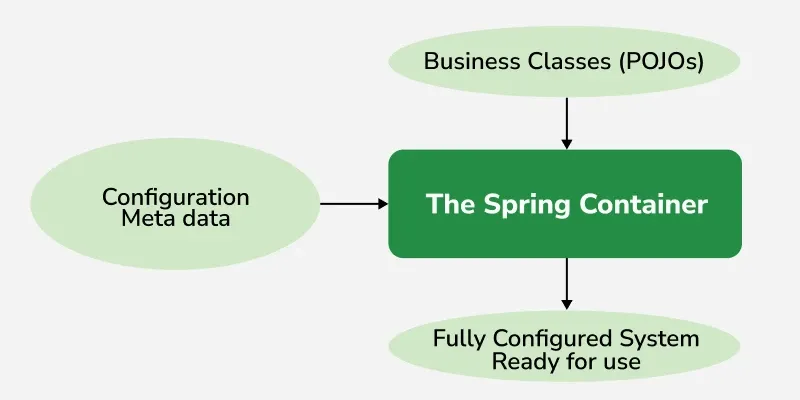 Business Classes (POJOs)
Configuration
Meta data
The Spring Container
Fully Configured System
Ready for use